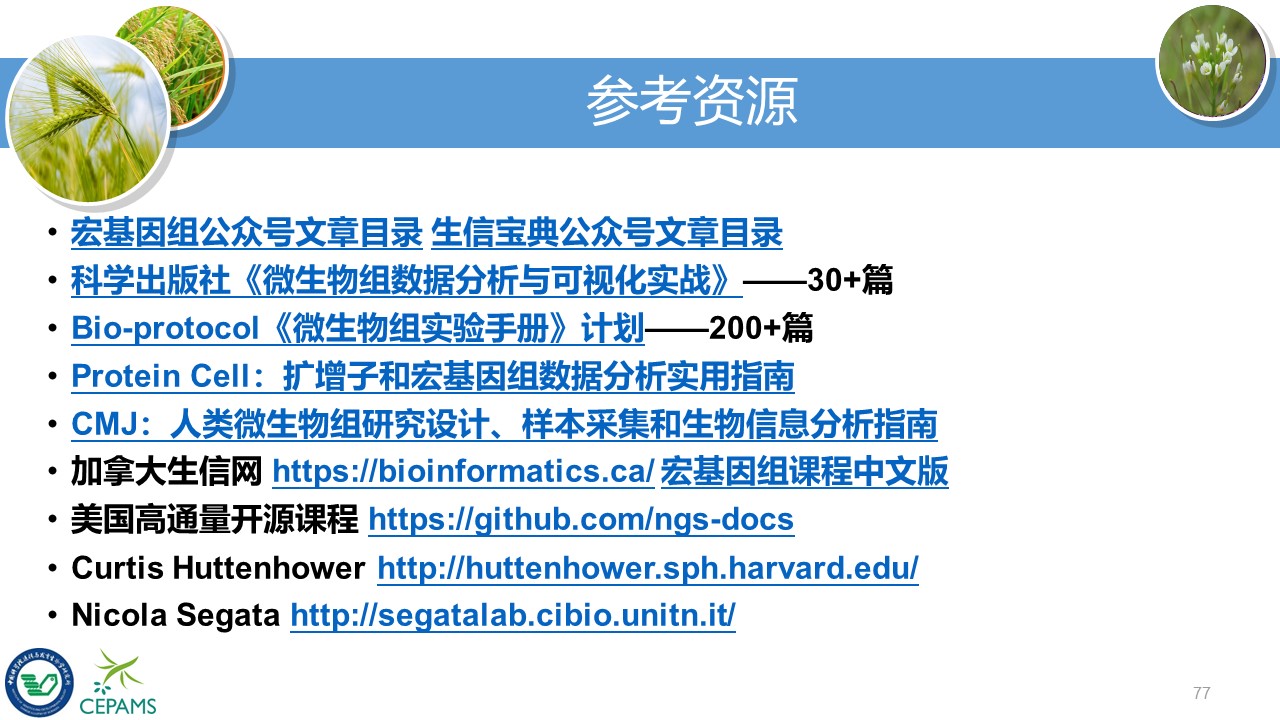 参考资源
• 宏基因组公众号文章目录 生信宝典公众号文章目录
• 科学出版社《微生物组数据分析与可视化实战》——30+篇
• Bio-protocol《微生物组实验手册》计划——200+篇
• Protein Cell：扩增子和宏基因组数据分析实用指南
• CMJ：人类微生物组研究设计、样本采集和生物信息分析指南
• 加拿大生信网 https://bioinformatics.ca/ 宏基因组课程中文版
• 美国高通量开源课程 https://github.com/ngs-docs
• Curtis Huttenhower http://huttenhower.sph.harvard.edu/
• Nicola Segata http://segatalab.cibio.unitn.it/
CEPAMS
77